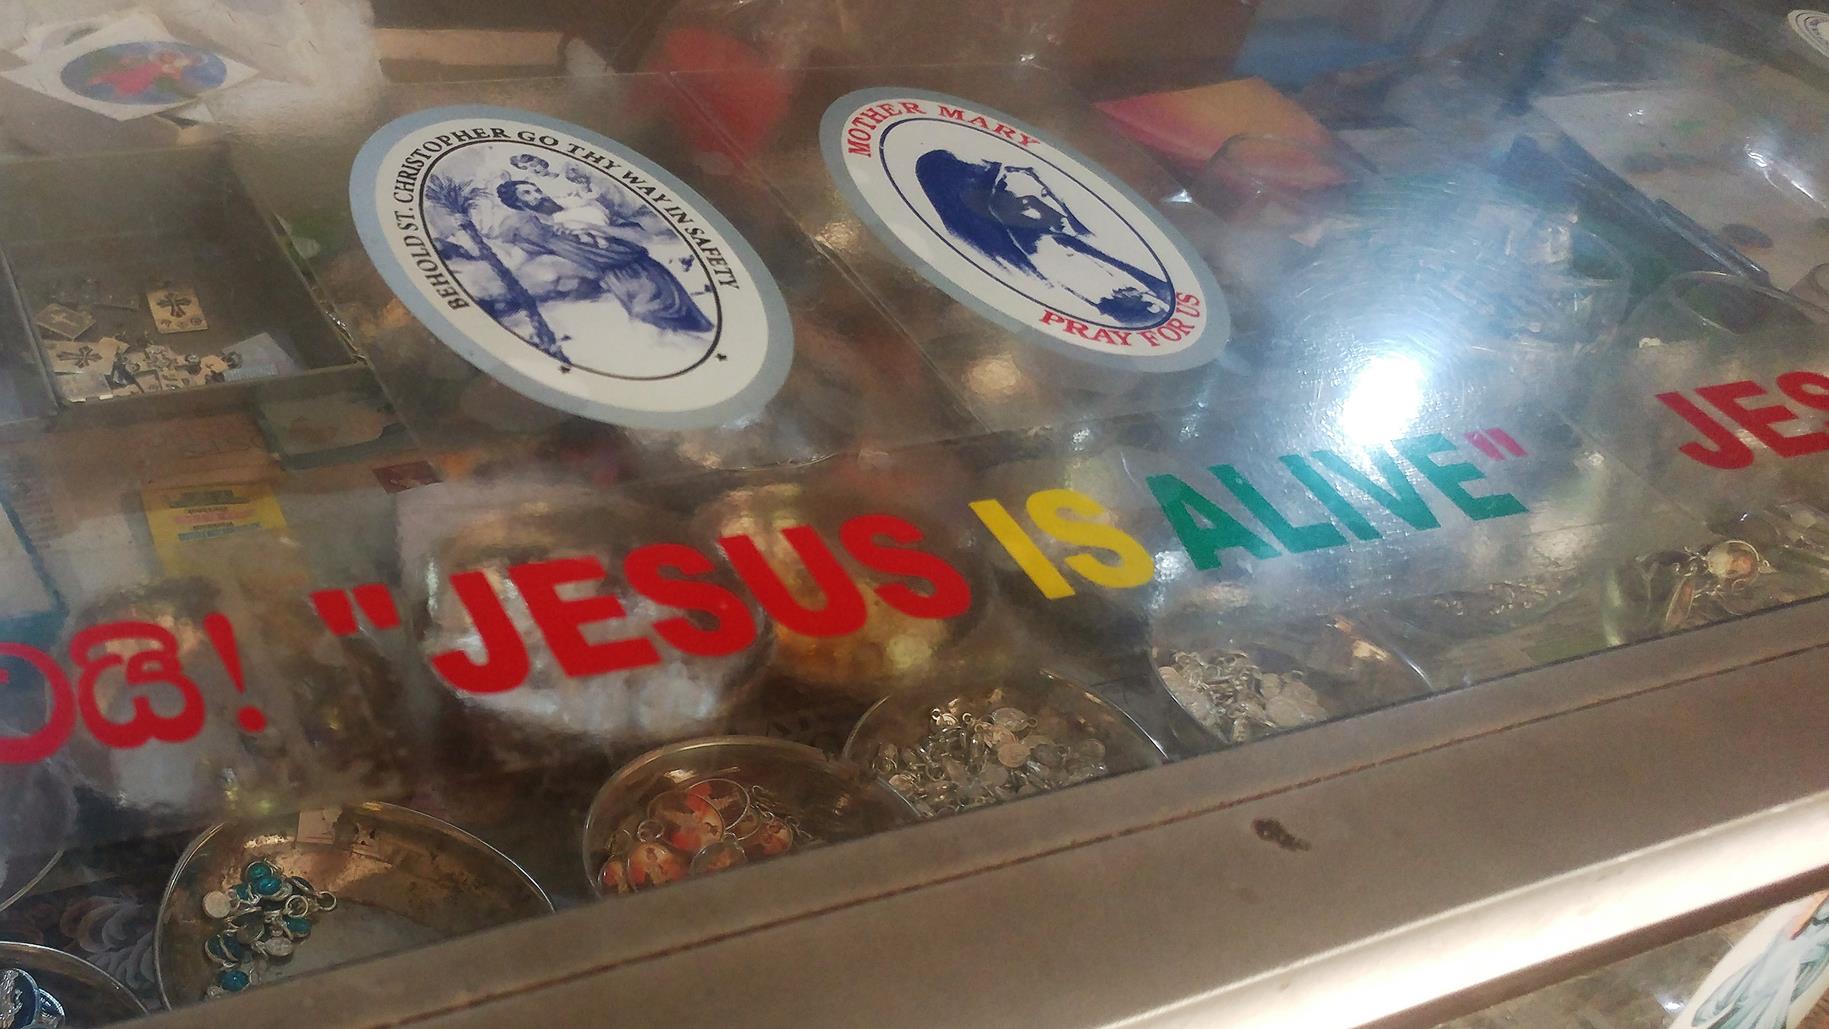 BEHOLD ST. CHRISTOPHER GO THY WAY IN SAFETY
MOTHER MARY
PRAY FOR US
"JESUS IS ALIVE"